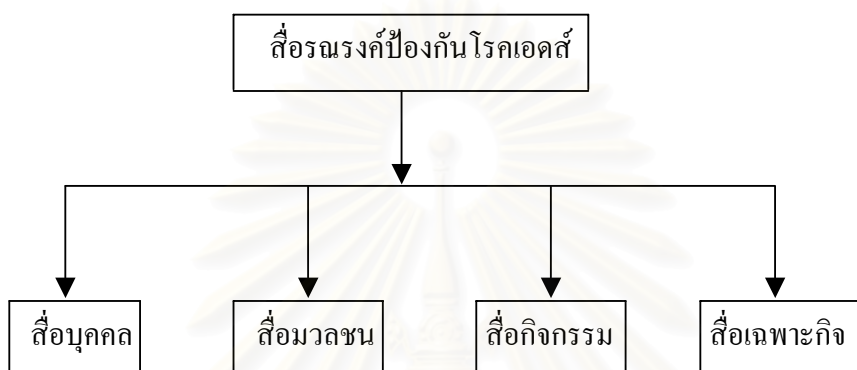 สื่อรณรงค์ป้องกันโรคเอดส์
สื่อบุคคล
สื่อมวลชน
สื่อกิจกรรม
สื่อเฉพาะกิจ